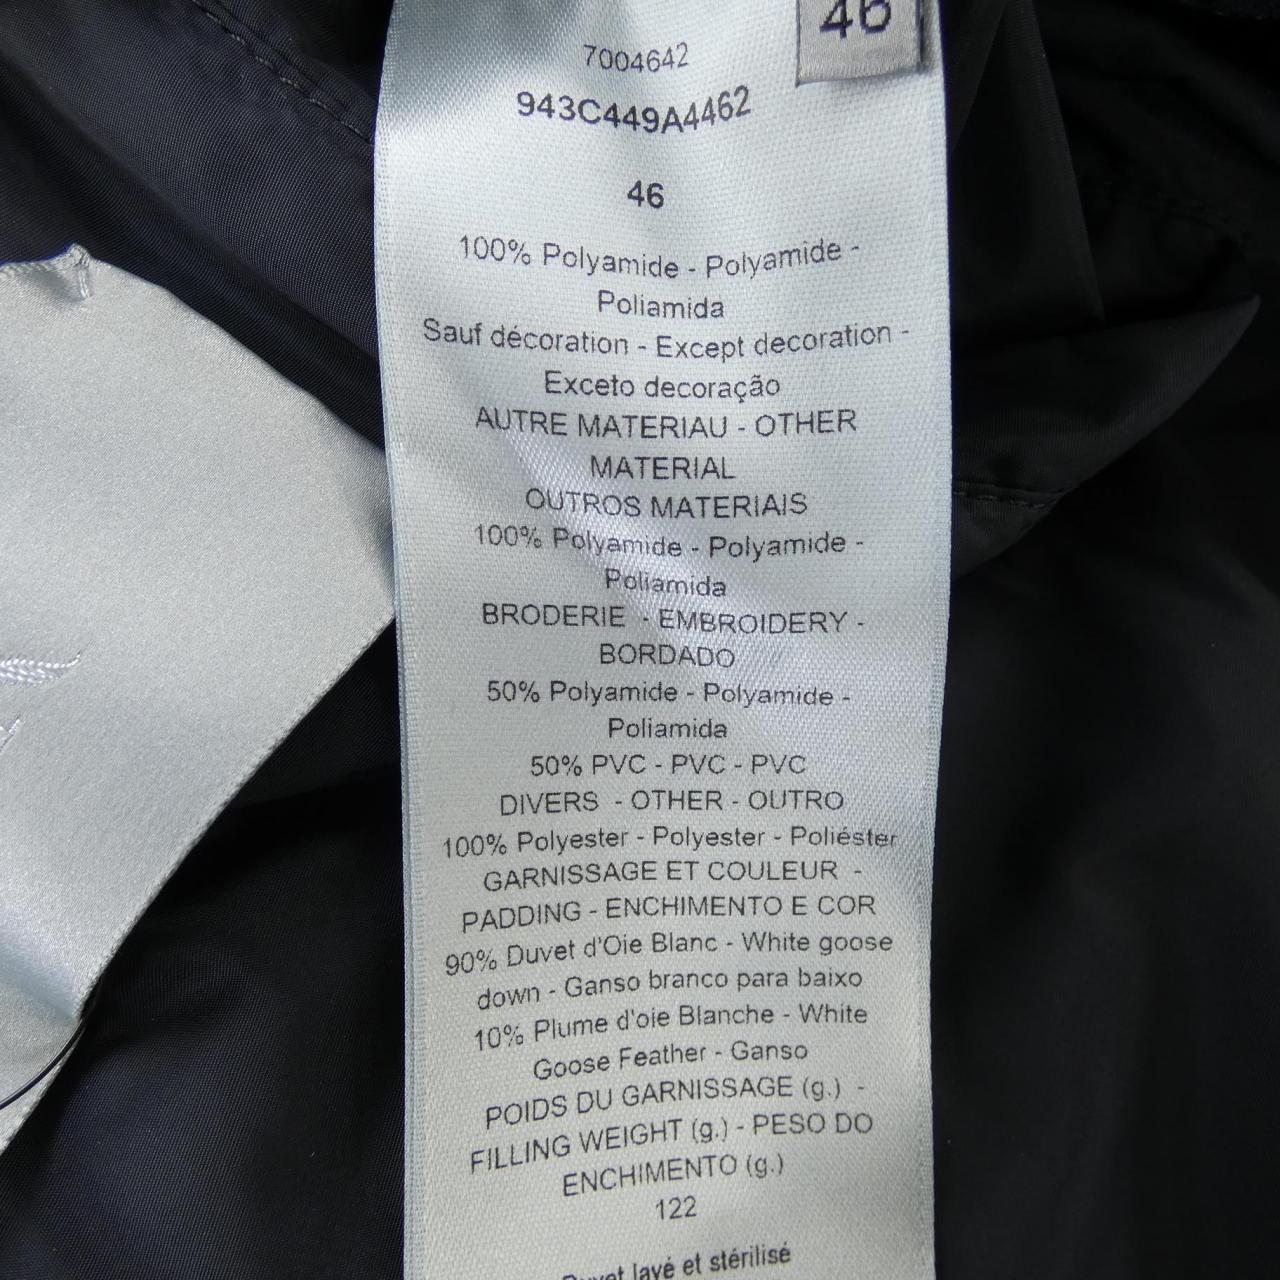 46
7004642
943C449A4462
46
100% Polyamide - Polyamide -
Poliamida
Sauf décoration - Except decoration -
Exceto decoração
AUTRE MATERIAU - OTHER
MATERIAL
OUTROS MATERIAIS
100% Polyamide - Polyamide -
Poliamida
BRODERIE - EMBROIDERY -
BORDADO
50% Polyamide - Polyamide -
Poliamida
50% PVC - PVC - PVC
DIVERS - OTHER - OUTRO
100% Polyester - Polyester - Poliéster
GARNISSAGE ET COULEUR -
PADDING - ENCHIMENTO E COR
90% Duvet d'Oie Blanc - White goose
down - Ganso branco para baixo
10% Plume d'oie Blanche - White
Goose Feather - Ganso
POIDS DU GARNISSAGE (g.) -
FILLING WEIGHT (g.) - PESO DO
ENCHIMENTO (g.)
122
Duvet lavé et stérilisé